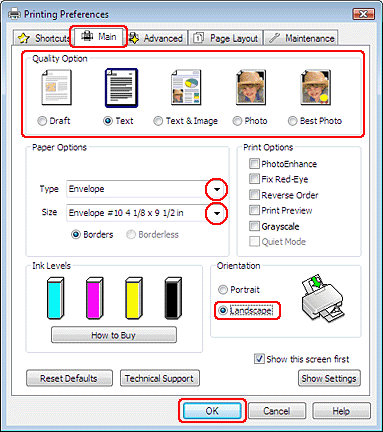 Printing Preferences
Shortcuts Main Advanced Page Layout Maintenance
Quality Option
Draft Text Text & Image Photo Best Photo
Paper Options
Type Envelope
Size Envelope #10 4 1/8 x 9 1/2 in
Borders Borderless
Print Options
PhotoEnhance
Fix Red-Eye
Reverse Order
Print Preview
Grayscale
Quiet Mode
Ink Levels
How to Buy
Orientation
Portrait
Landscape
Show this screen first
Reset Defaults Technical Support Show Settings
OK Cancel Help